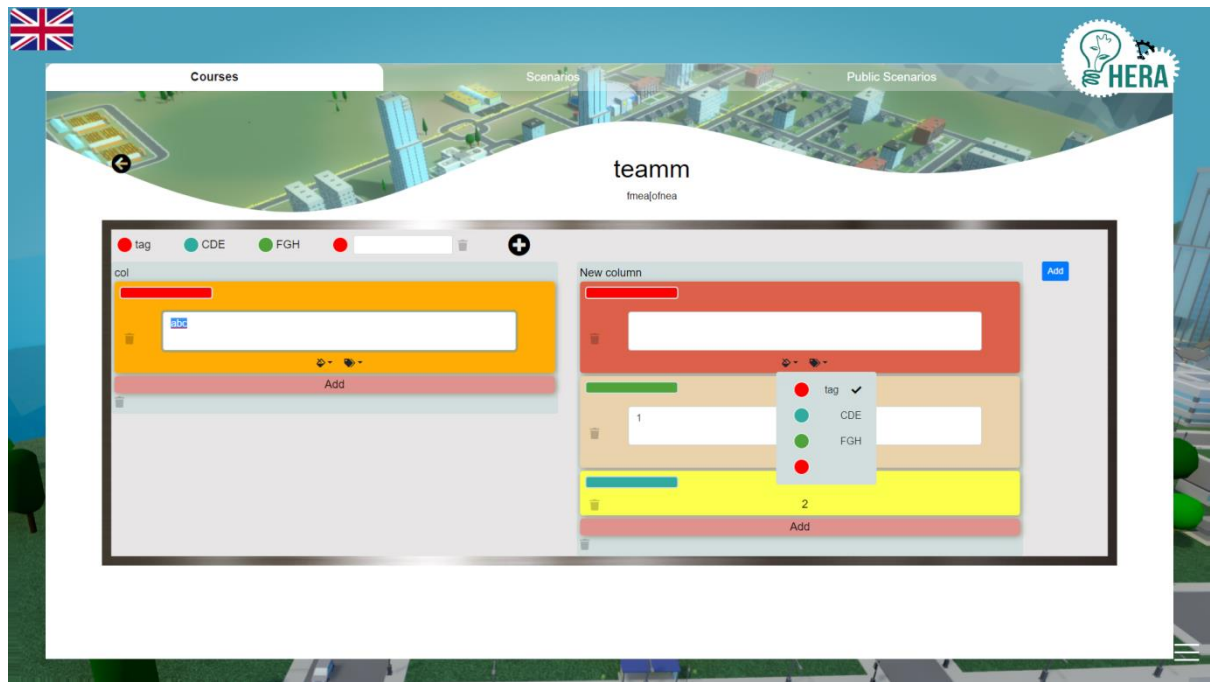 Courses
Scenarios
Public Scenarios
HERA
teamm
fmea[ofnea
tag
CDE
FGH
col
abc
Add
New column
1
2
Add
tag
CDE
FGH
Add